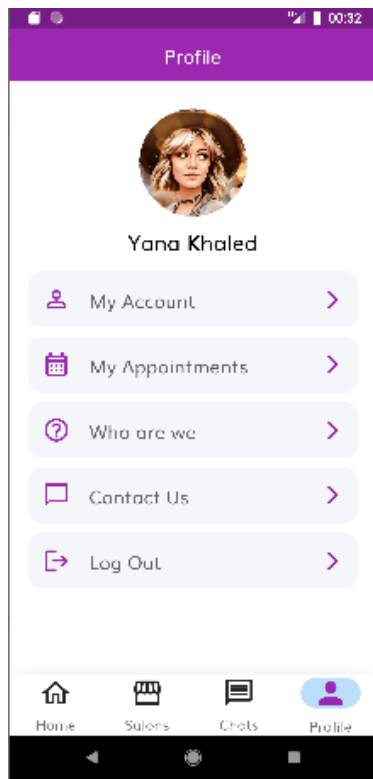 00:32
Profile
Yana Khaled
My Account
My Appointments
Who are we
Contact Us
Log Out
Home Salons Chats Profile